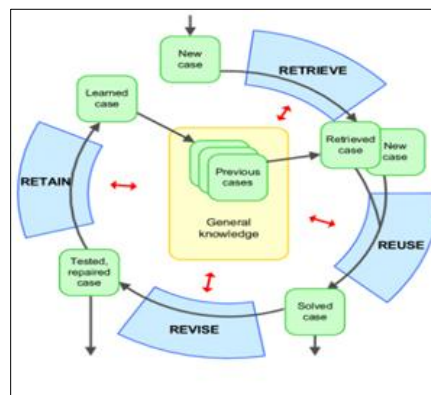 New
case
RETRIEVE
Learned
case
Retrieved
case
New
case
Previous
cases
RETAIN
General
knowledge
REUSE
Tested,
repaired
case
Solved
case
REVISE